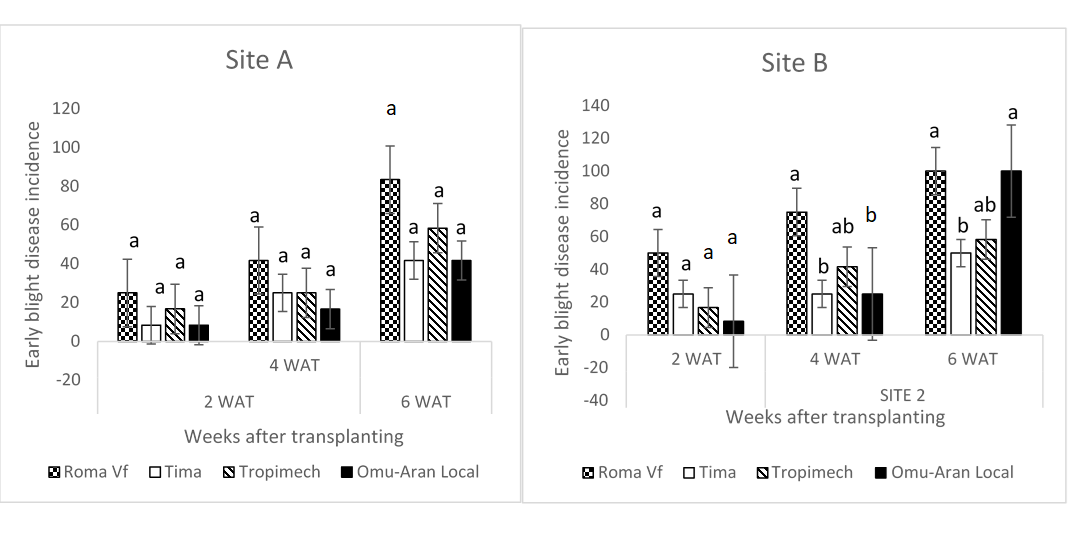 Site A
Early blight disease incidence
120
100
80
60
40
20
0
-20
a
a
a
a
a
a
a
a
a
a
a
a
4 WAT
2 WAT
6 WAT
Weeks after transplanting
Roma Vf
Tima
Tropimech
Omu-Aran Local
Site B
Early blight disease incidence
140
120
100
80
60
40
20
0
-20
-40
a
a
a
a
a
b
ab
b
a
b
ab
a
2 WAT
4 WAT
6 WAT
SITE 2
Weeks after transplanting
Roma Vf
Tima
Tropimech
Omu-Aran Local